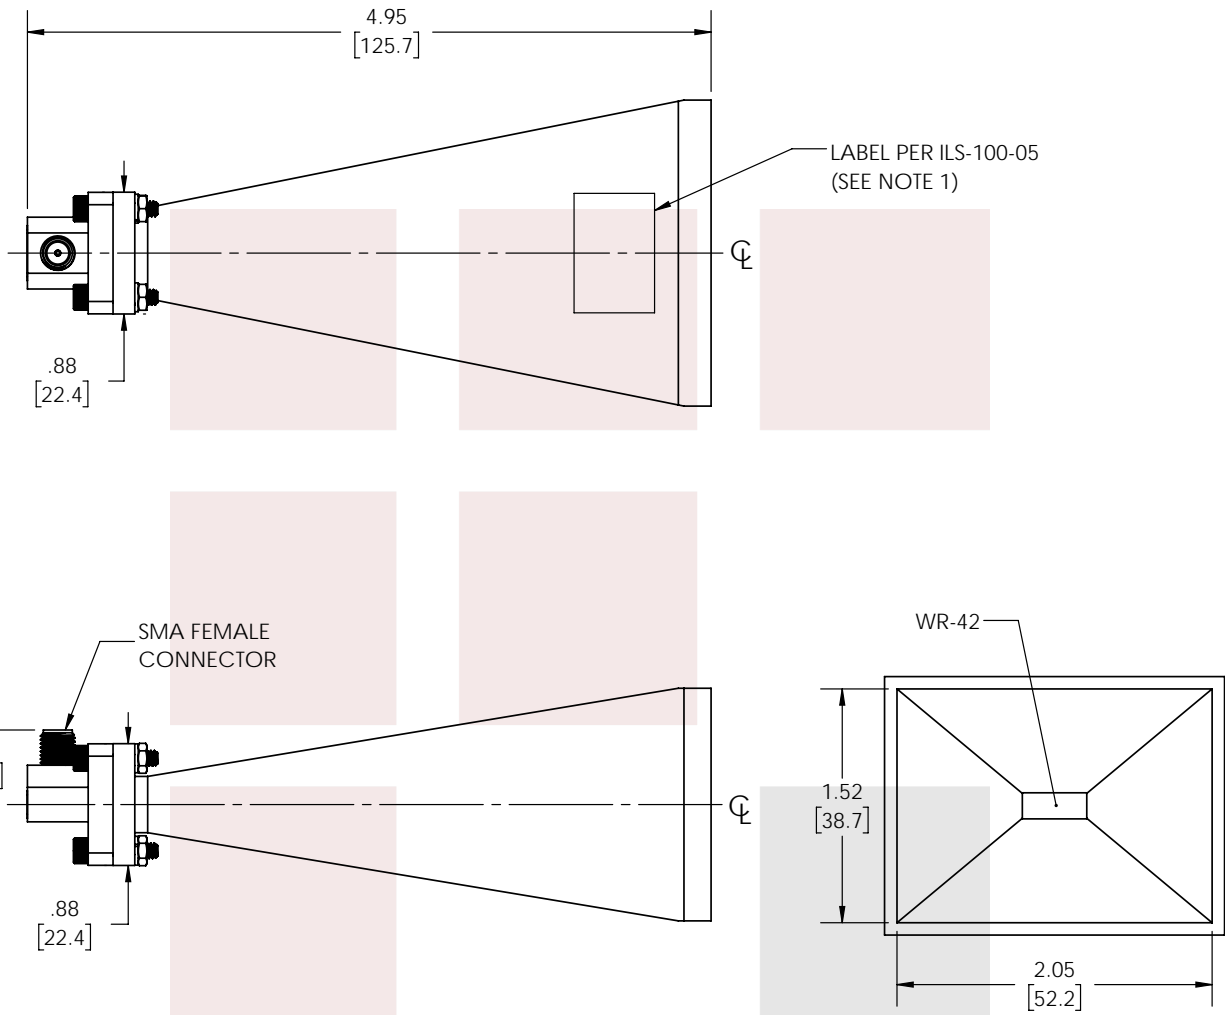 4.95
[125.7]
LABEL PER ILS-100-05
(SEE NOTE 1)
℄
.88
[22.4]
SMA FEMALE
CONNECTOR
WR-42
]
1.52
[38.7]
℄
.88
[22.4]
2.05
[52.2]